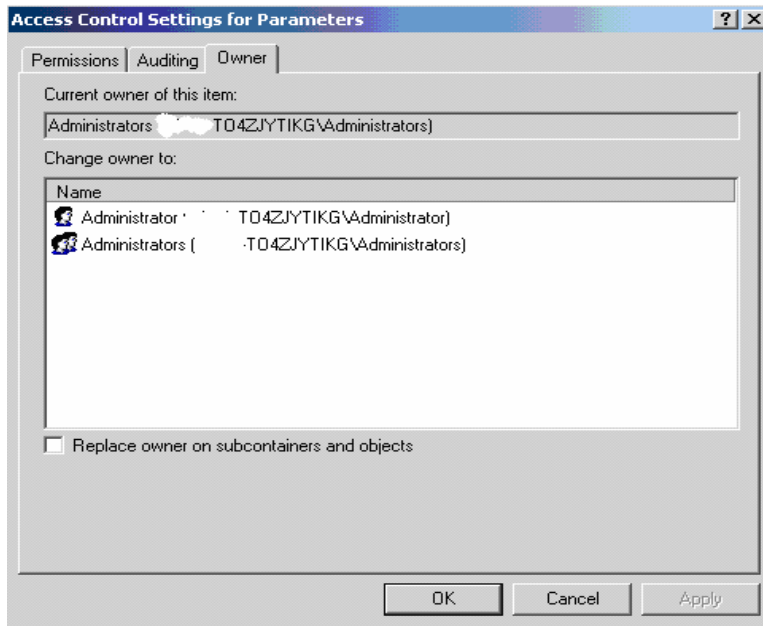 Access Control Settings for Parameters
Permissions Auditing Owner
Current owner of this item:
Administrators TO4ZJYTIKG\Administrators)
Change owner to:
Name
Administrator TO4ZJYTIKG\Administrator)
Administrators ( -TO4ZJYTIKG\Administrators)
Replace owner on subcontainers and objects
OK Cancel Apply